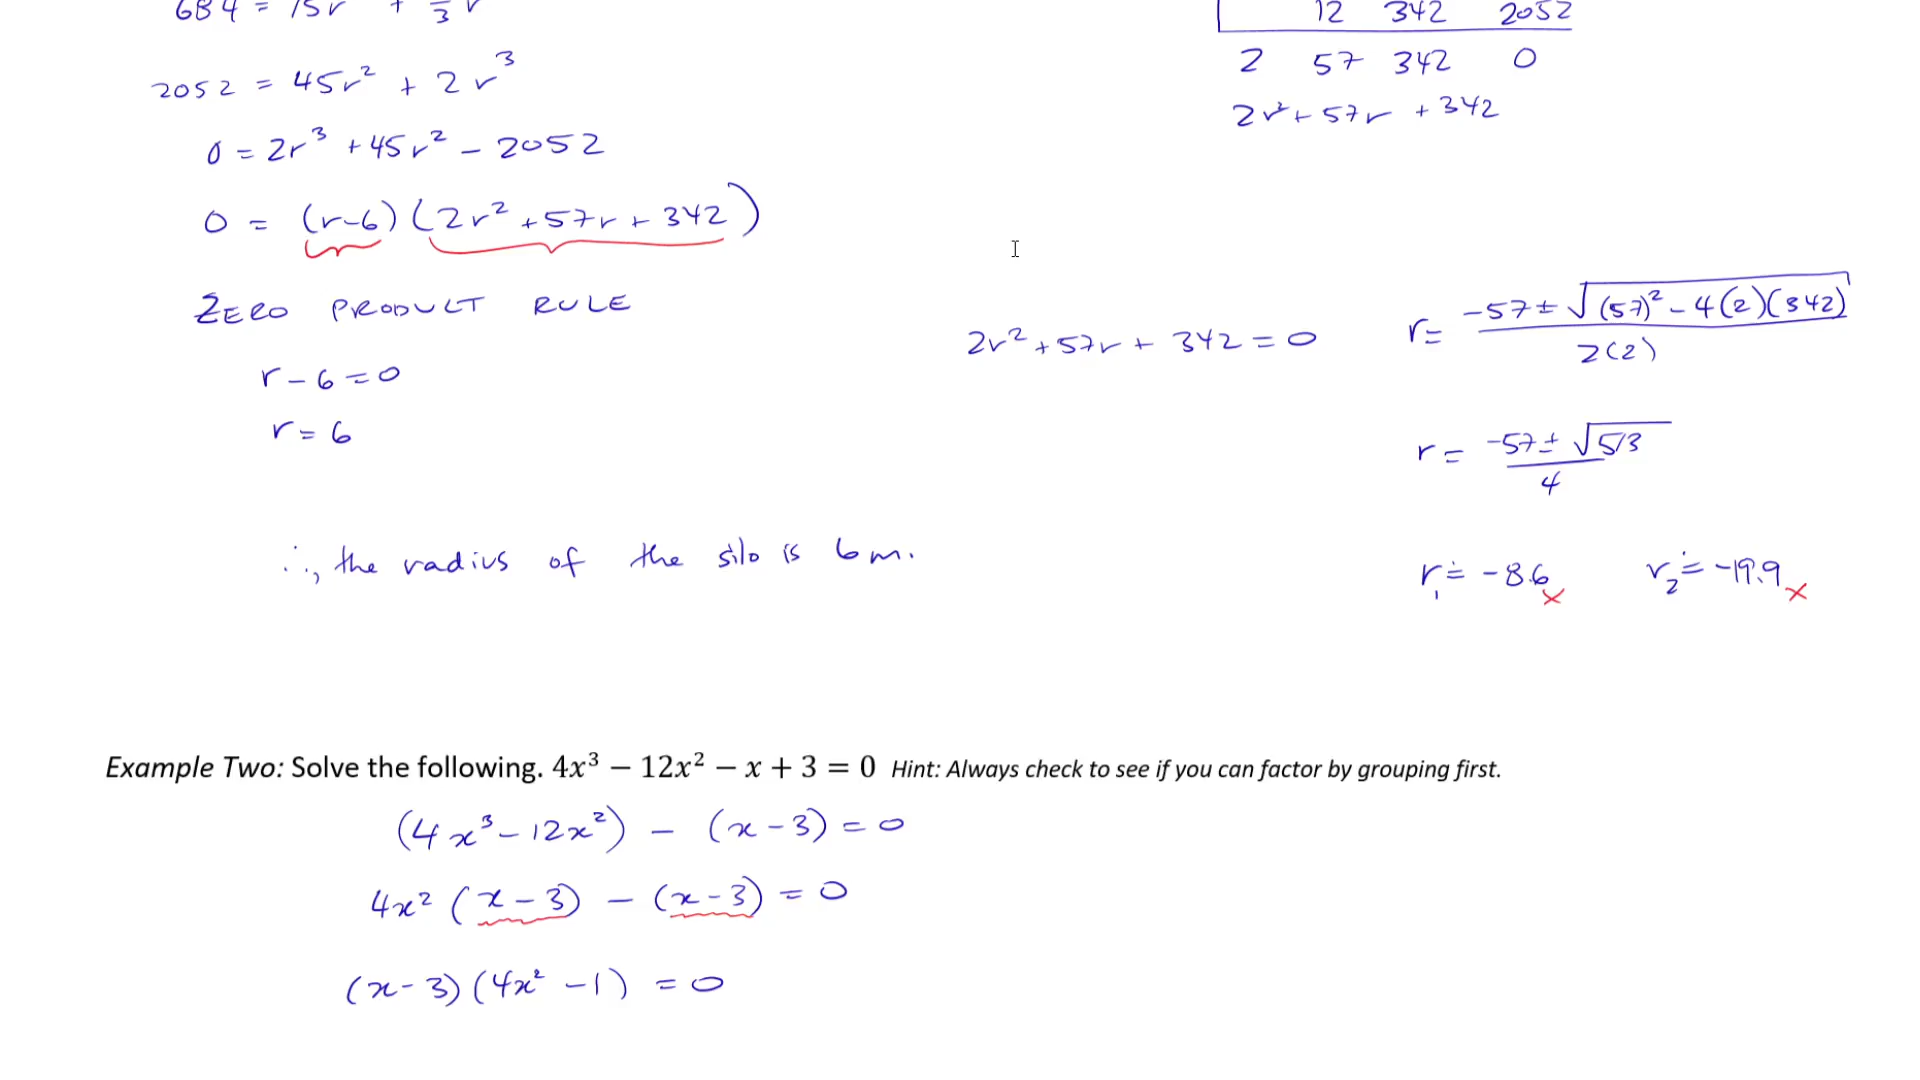 684 = 15r + 2/3 r
2052 = 45r² + 2r³
0 = 2r³ + 45r² - 2052
0 = (r-6)(2r² + 57r + 342)
ZERO PRODUCT RULE
r - 6 = 0
r = 6
∴, the radius of the silo is 6m.
12 342 2052
2 57 342 0
2r² + 57r + 342
2r² + 57r + 342 = 0
r = (-57 ± √((57)² - 4(2)(342))) / 2(2)
r = (-57 ± √513) / 4
r₁ ≐ -8.6 × r₂ ≐ -19.9 ×
Example Two: Solve the following. 4x³ − 12x² − x + 3 = 0 Hint: Always check to see if you can factor by grouping first.
(4x³ - 12x²) - (x - 3) = 0
4x² (x - 3) - (x - 3) = 0
(x - 3)(4x² - 1) = 0